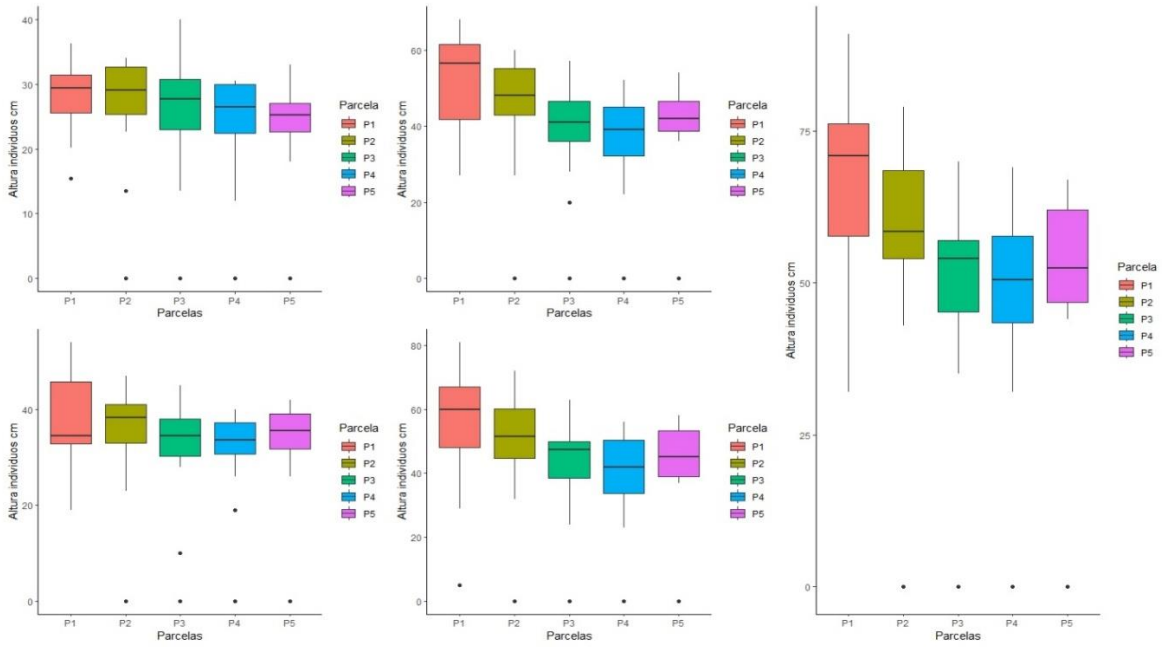 Altura individuos cm
40
30
20
10
0
P1 P2 P3 P4 P5
Parcelas
Parcela
P1
P2
P3
P4
P5
Altura individuos cm
60
40
20
0
P1 P2 P3 P4 P5
Parcelas
Parcela
P1
P2
P3
P4
P5
Altura individuos cm
75
50
25
0
P1 P2 P3 P4 P5
Parcelas
Parcela
P1
P2
P3
P4
P5
Altura individuos cm
40
20
0
P1 P2 P3 P4 P5
Parcelas
Parcela
P1
P2
P3
P4
P5
Altura individuos cm
80
60
40
20
0
P1 P2 P3 P4 P5
Parcelas
Parcela
P1
P2
P3
P4
P5